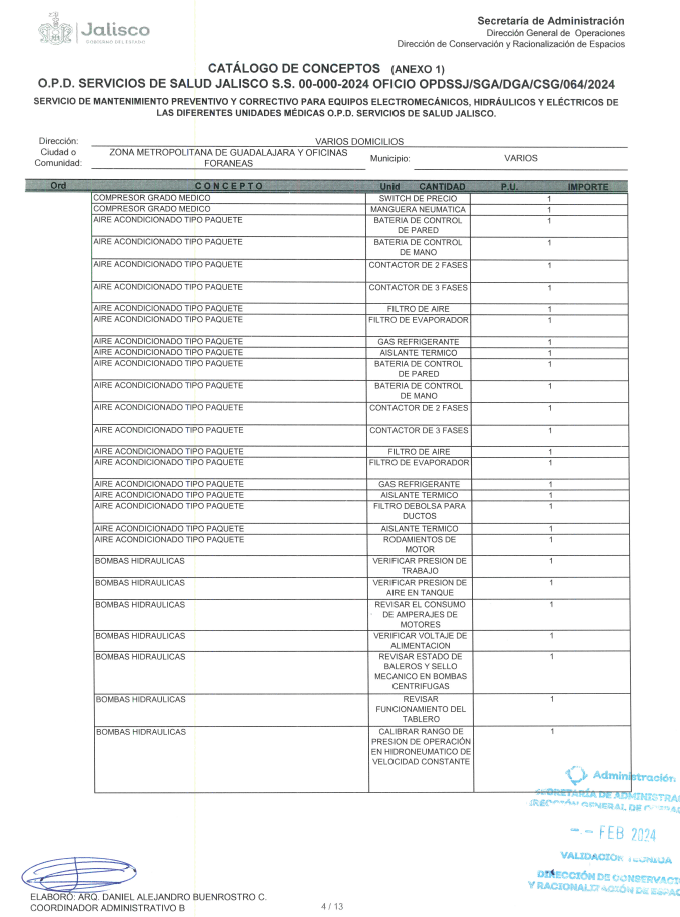 Jalisco
GOBIERNO DEL ESTADO
Secretaría de Administración
Dirección General de Operaciones
Dirección de Conservación y Racionalización de Espacios
CATÁLOGO DE CONCEPTOS (ANEXO 1)
O.P.D. SERVICIOS DE SALUD JALISCO S.S. 00-000-2024 OFICIO OPDSSJ/SGA/DGA/CSG/064/2024
SERVICIO DE MANTENIMIENTO PREVENTIVO Y CORRECTIVO PARA EQUIPOS ELECTROMECÁNICOS, HIDRÁULICOS Y ELÉCTRICOS DE
LAS DIFERENTES UNIDADES MÉDICAS O.P.D. SERVICIOS DE SALUD JALISCO.
Dirección: VARIOS DOMICILIOS
Ciudad o Comunidad: ZONA METROPOLITANA DE GUADALAJARA Y OFICINAS
FORANEAS Municipio: VARIOS
Ord CONCEPTO Unid CANTIDAD P.U. IMPORTE
COMPRESOR GRADO MEDICO SWITCH DE PRECIO 1
COMPRESOR GRADO MEDICO MANGUERA NEUMATICA 1
AIRE ACONDICIONADO TIPO PAQUETE BATERIA DE CONTROL 1
DE PARED
AIRE ACONDICIONADO TIPO PAQUETE BATERIA DE CONTROL 1
DE MANO
AIRE ACONDICIONADO TIPO PAQUETE CONTACTOR DE 2 FASES 1
AIRE ACONDICIONADO TIPO PAQUETE CONTACTOR DE 3 FASES 1
AIRE ACONDICIONADO TIPO PAQUETE FILTRO DE AIRE 1
AIRE ACONDICIONADO TIPO PAQUETE FILTRO DE EVAPORADOR 1
AIRE ACONDICIONADO TIPO PAQUETE GAS REFRIGERANTE 1
AIRE ACONDICIONADO TIPO PAQUETE AISLANTE TERMICO 1
AIRE ACONDICIONADO TIPO PAQUETE BATERIA DE CONTROL 1
DE PARED
AIRE ACONDICIONADO TIPO PAQUETE BATERIA DE CONTROL 1
DE MANO
AIRE ACONDICIONADO TIPO PAQUETE CONTACTOR DE 2 FASES 1
AIRE ACONDICIONADO TIPO PAQUETE CONTACTOR DE 3 FASES 1
AIRE ACONDICIONADO TIPO PAQUETE FILTRO DE AIRE 1
AIRE ACONDICIONADO TIPO PAQUETE FILTRO DE EVAPORADOR 1
AIRE ACONDICIONADO TIPO PAQUETE GAS REFRIGERANTE 1
AIRE ACONDICIONADO TIPO PAQUETE AISLANTE TERMICO 1
AIRE ACONDICIONADO TIPO PAQUETE FILTRO DEBOLSA PARA 1
DUCTOS
AIRE ACONDICIONADO TIPO PAQUETE AISLANTE TERMICO 1
AIRE ACONDICIONADO TIPO PAQUETE RODAMIENTOS DE 1
MOTOR
BOMBAS HIDRAULICAS VERIFICAR PRESION DE 1
TRABAJO
BOMBAS HIDRAULICAS VERIFICAR PRESION DE 1
AIRE EN TANQUE
BOMBAS HIDRAULICAS REVISAR EL CONSUMO 1
DE AMPERAJES DE
MOTORES
BOMBAS HIDRAULICAS VERIFICAR VOLTAJE DE 1
ALIMENTACION
BOMBAS HIDRAULICAS REVISAR ESTADO DE 1
BALEROS Y SELLO
MECANICO EN BOMBAS
CENTRIFUGAS
BOMBAS HIDRAULICAS REVISAR 1
FUNCIONAMIENTO DEL
TABLERO
BOMBAS HIDRAULICAS CALIBRAR RANGO DE 1
PRESION DE OPERACIÓN
EN HIDRONEUMATICO DE
VELOCIDAD CONSTANTE
Administración
SECRETARÍA DE
DIRECCIÓN GENERAL DE
-- FEB 2024
VALIDACIÓN TÉCNICA
DIRECCIÓN DE
Y RACIONALIZACIÓN DE
ELABORO: ARQ. DANIEL ALEJANDRO BUENROSTRO C.
COORDINADOR ADMINISTRATIVO B
4 / 13